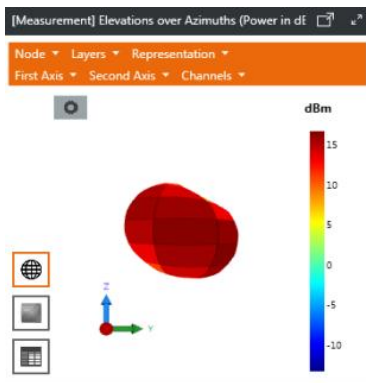 [Measurement] Elevations over Azimuths (Power in dE
Node Layers Representation
First Axis Second Axis Channels
dBm
15
10
5
0
-5
-10
Z
Y